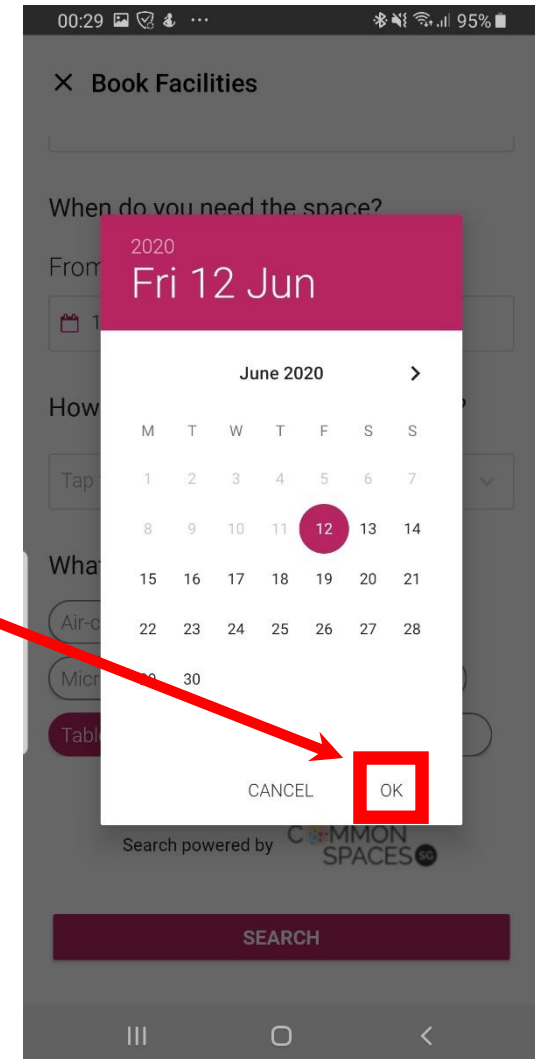 00:29 ... 95%
× Book Facilities
When do you need the space?
From
2020
Fri 12 Jun
1
June 2020 >
How ?
M T W T F S S
Tap
1 2 3 4 5 6 7
8 9 10 11 12 13 14
What
15 16 17 18 19 20 21
Air-c
22 23 24 25 26 27 28
Micr
30
Tabl
CANCEL OK
Search powered by COMMON SPACES SG
SEARCH